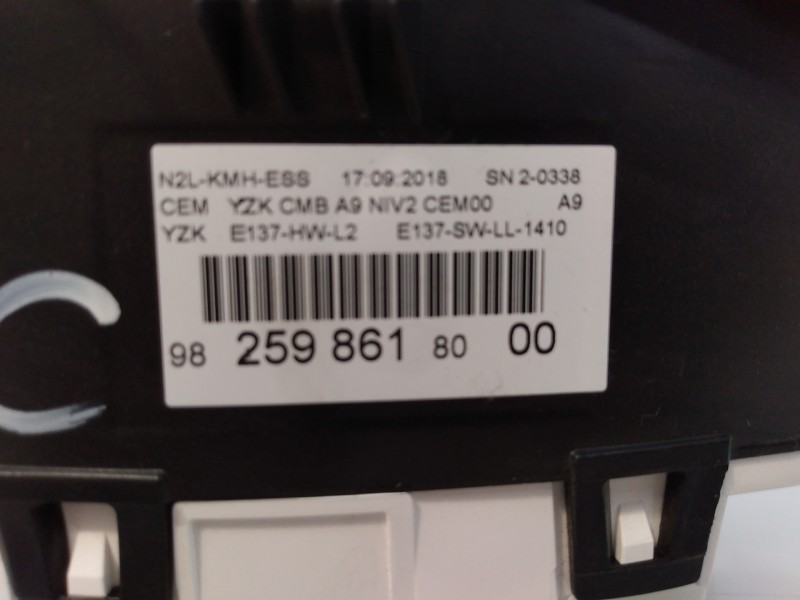 N2L-KMH-ESS 17:09:2018 SN 2-0338
CEM YZK CMB A9 NIV2 CEM00 A9
YZK E137-HW-L2 E137-SW-LL-1410
98 259 861 80 00
C